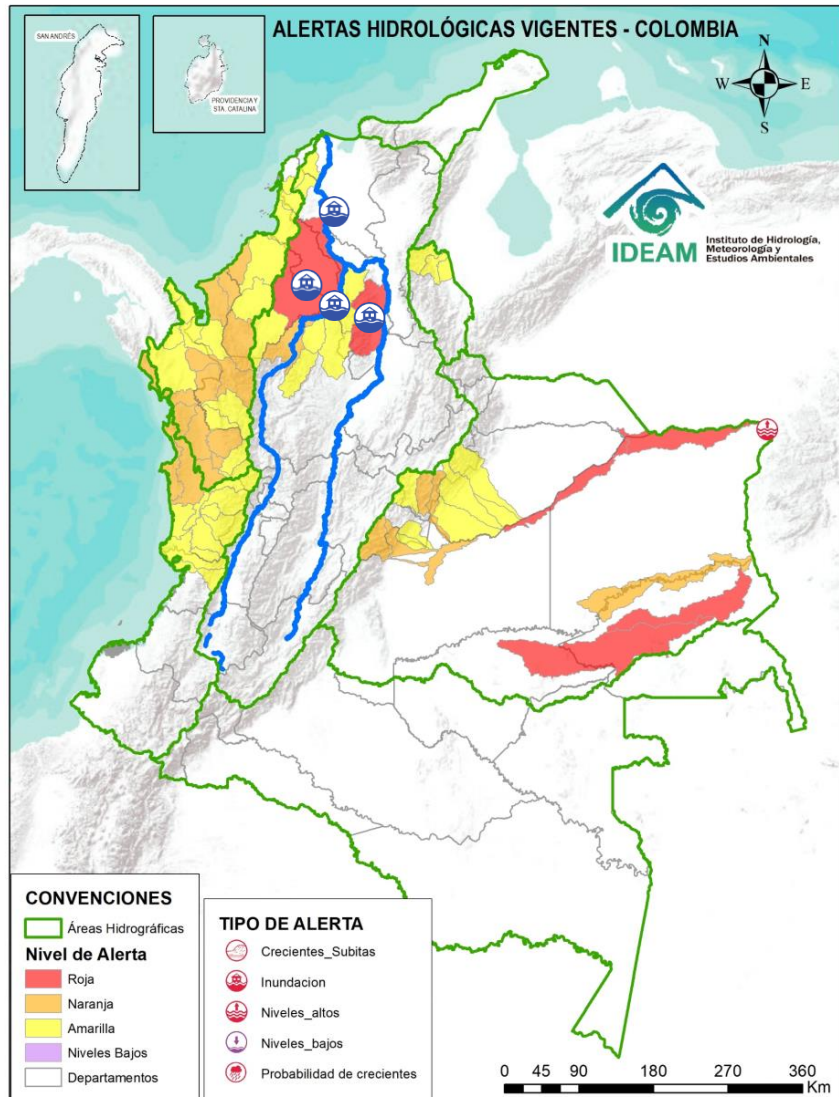 ALERTAS HIDROLÓGICAS VIGENTES - COLOMBIA
SAN ANDRÉS
PROVIDENCIA Y
STA. CATALINA
N
W
E
S
IDEAM
Instituto de Hidrología,
Meteorología y
Estudios Ambientales
CONVENCIONES
Áreas Hidrográficas
Nivel de Alerta
Roja
Naranja
Amarilla
Niveles Bajos
Departamentos
TIPO DE ALERTA
Crecientes_Subitas
Inundacion
Niveles_altos
Niveles_bajos
Probabilidad de crecientes
0 45 90 180 270 360
Km